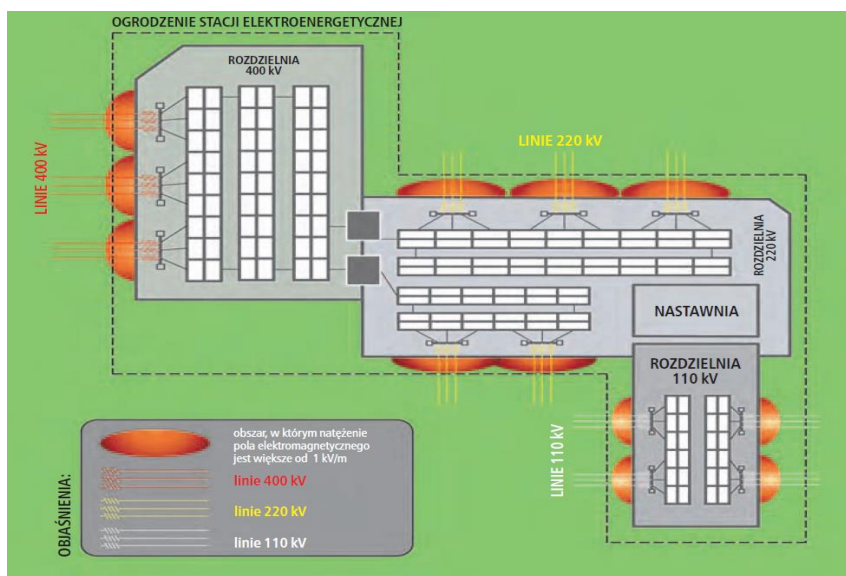 OGRODZENIE STACJI ELEKTROENERGETYCZNEJ
ROZDZIELNIA
400 kV
LINIE 400 kV
LINIE 220 kV
ROZDZIELNIA
220 kV
NASTAWNIA
ROZDZIELNIA
110 kV
LINIE 110 kV
OBJAŚNIENIA:
obszar, w którym natężenie
pola elektromagnetycznego
jest większe od 1 kV/m
linie 400 kV
linie 220 kV
linie 110 kV